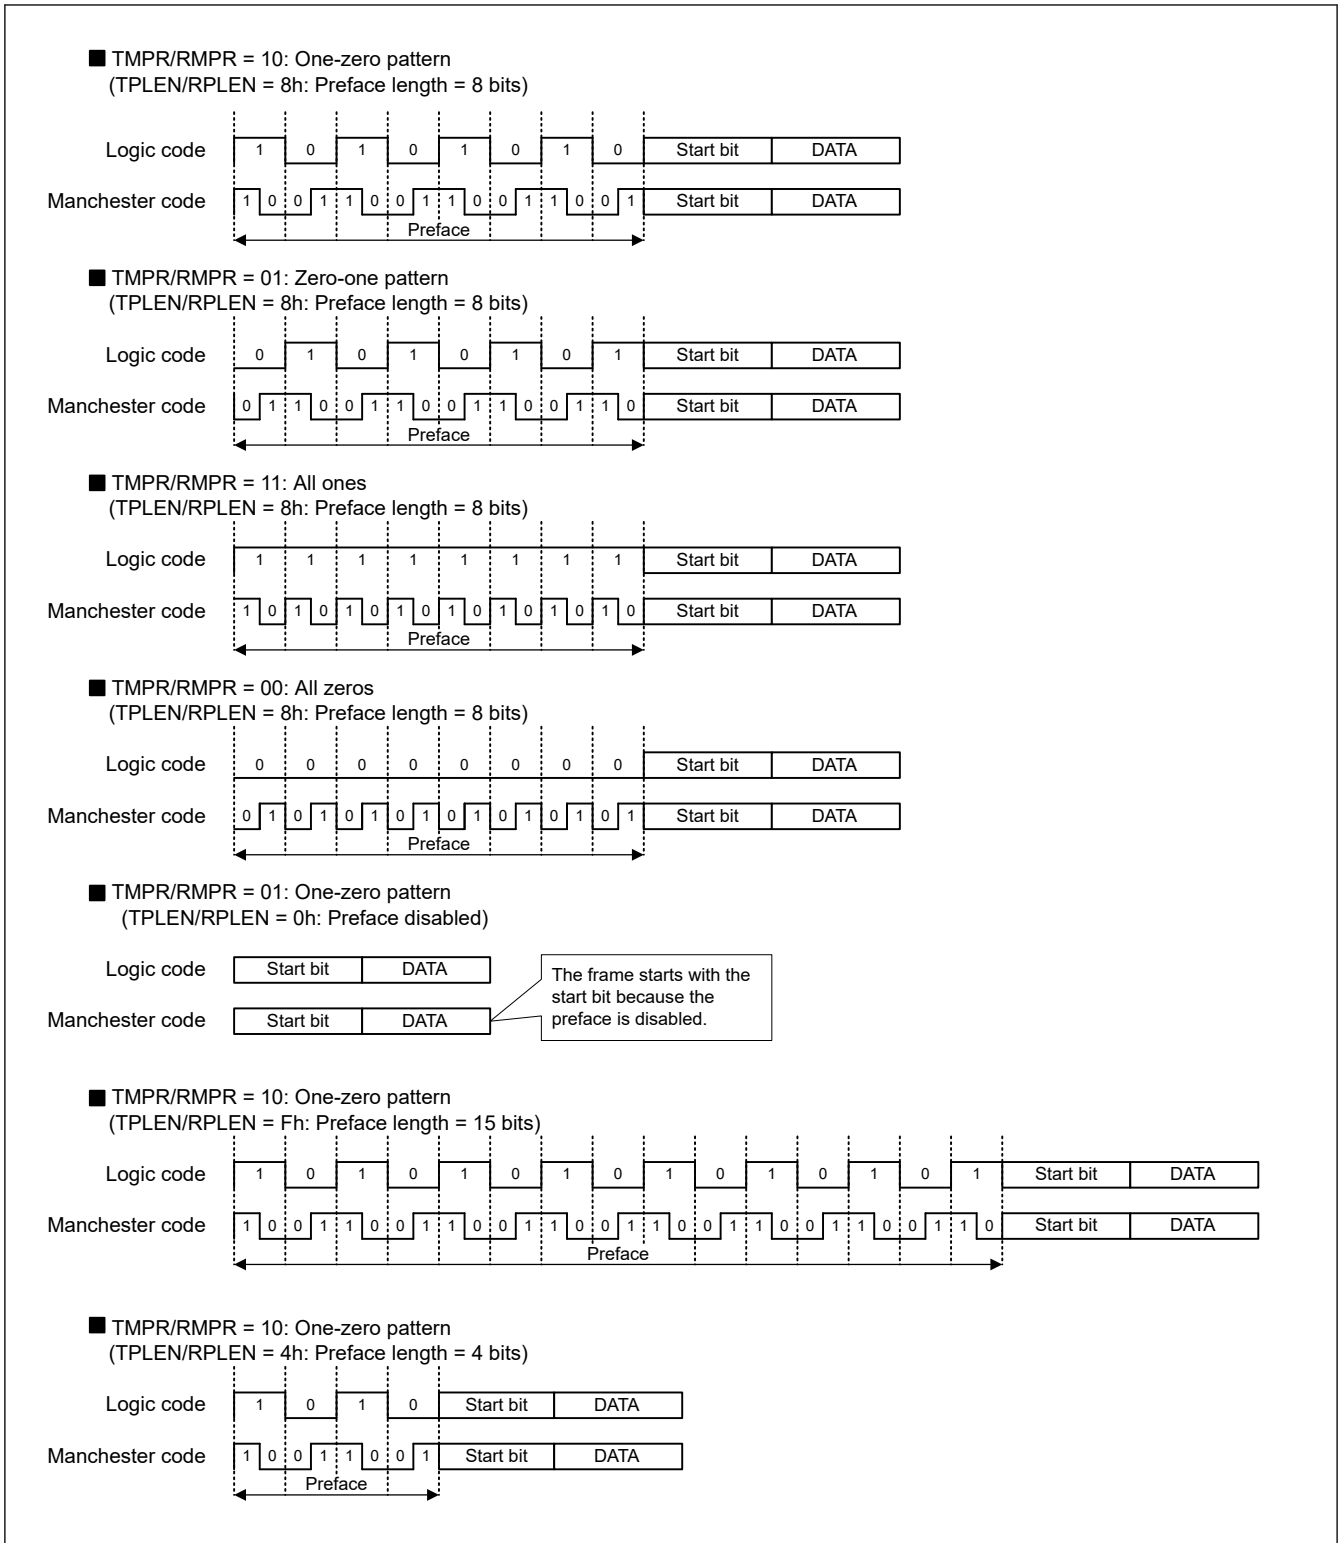 ■ TMPR/RMPR = 10: One-zero pattern
(TPLEN/RPLEN = 8h: Preface length = 8 bits)
Logic code 1 0 1 0 1 0 1 0 Start bit DATA
Manchester code 1 0 0 1 1 0 0 1 1 0 0 1 1 0 0 1 Start bit DATA
Preface
■ TMPR/RMPR = 01: Zero-one pattern
(TPLEN/RPLEN = 8h: Preface length = 8 bits)
Logic code 0 1 0 1 0 1 0 1 Start bit DATA
Manchester code 0 1 1 0 0 1 1 0 0 1 1 0 0 1 1 0 Start bit DATA
Preface
■ TMPR/RMPR = 11: All ones
(TPLEN/RPLEN = 8h: Preface length = 8 bits)
Logic code 1 1 1 1 1 1 1 1 Start bit DATA
Manchester code 1 0 1 0 1 0 1 0 1 0 1 0 1 0 1 0 Start bit DATA
Preface
■ TMPR/RMPR = 00: All zeros
(TPLEN/RPLEN = 8h: Preface length = 8 bits)
Logic code 0 0 0 0 0 0 0 0 Start bit DATA
Manchester code 0 1 0 1 0 1 0 1 0 1 0 1 0 1 0 1 Start bit DATA
Preface
■ TMPR/RMPR = 01: One-zero pattern
(TPLEN/RPLEN = 0h: Preface disabled)
Logic code Start bit DATA
Manchester code Start bit DATA
The frame starts with the
start bit because the
preface is disabled.
■ TMPR/RMPR = 10: One-zero pattern
(TPLEN/RPLEN = Fh: Preface length = 15 bits)
Logic code 1 0 1 0 1 0 1 0 1 0 1 0 1 0 1 Start bit DATA
Manchester code 1 0 0 1 1 0 0 1 1 0 0 1 1 0 0 1 1 0 0 1 1 0 0 1 1 0 0 1 1 0 Start bit DATA
Preface
■ TMPR/RMPR = 10: One-zero pattern
(TPLEN/RPLEN = 4h: Preface length = 4 bits)
Logic code 1 0 1 0 Start bit DATA
Manchester code 1 0 0 1 1 0 0 1 Start bit DATA
Preface